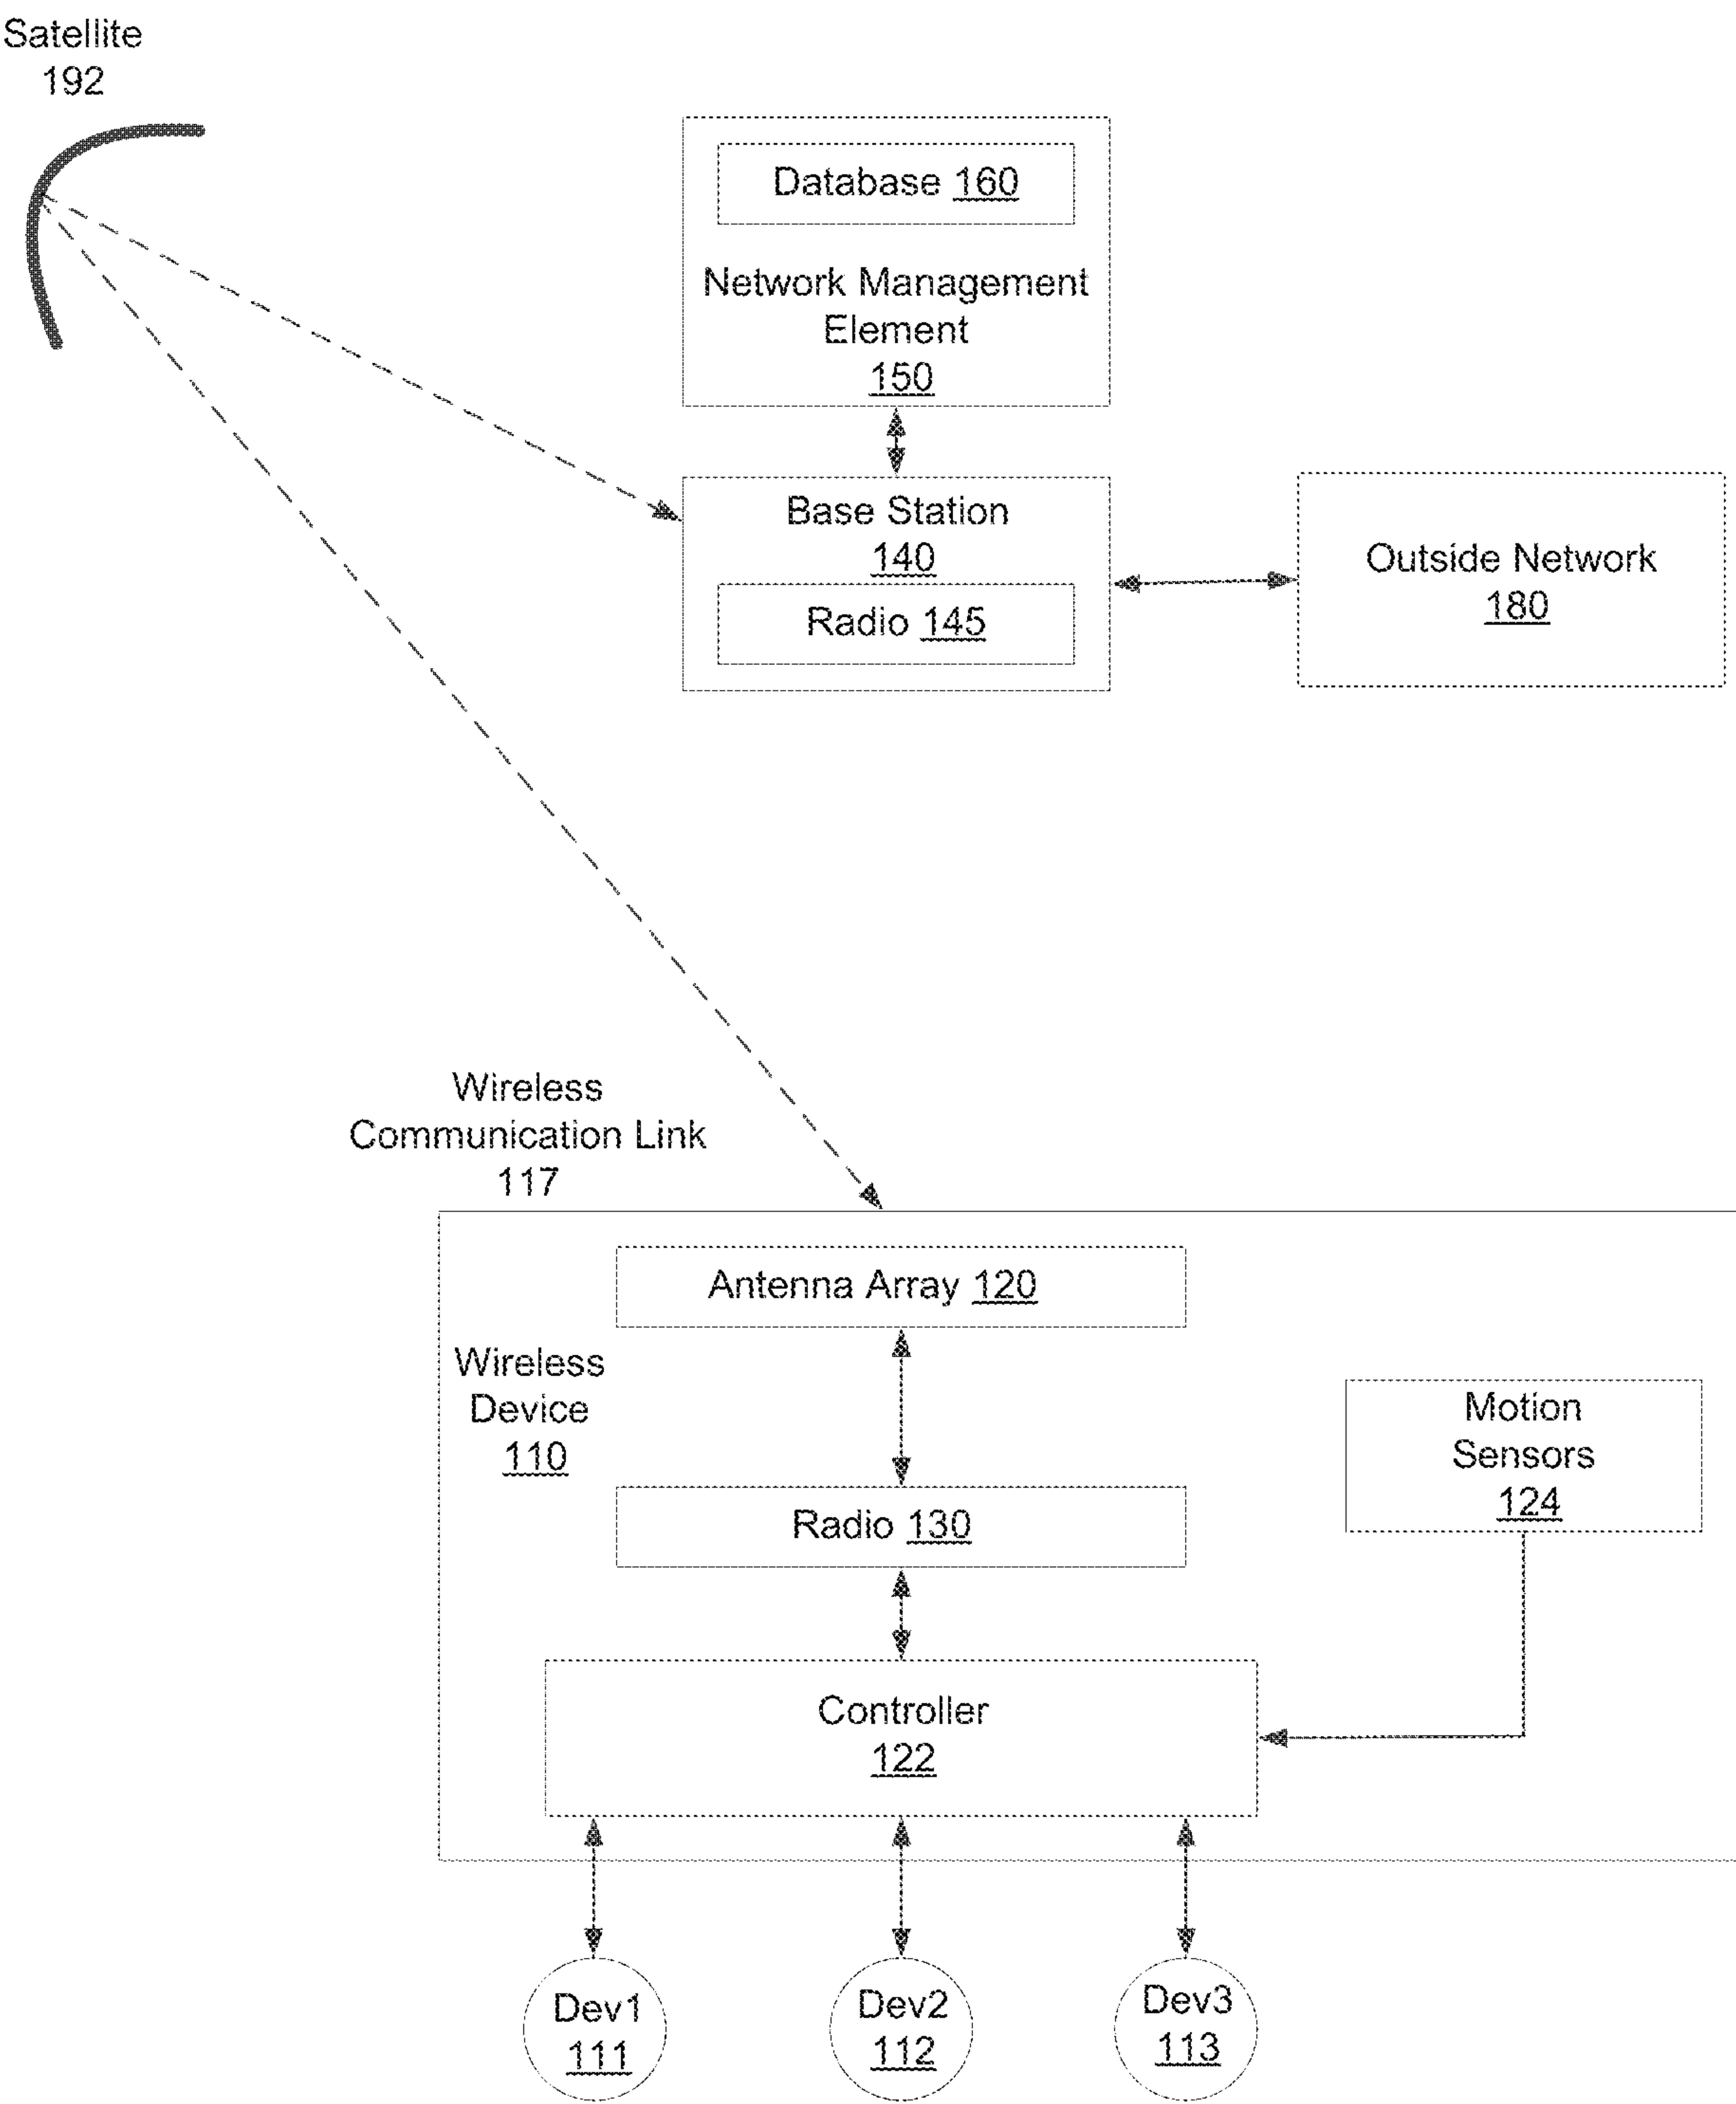 Satellite
192
Database 160
Network Management
Element
150
Base Station
140
Radio 145
Outside Network
180
Wireless
Communication Link
117
Antenna Array 120
Wireless
Device
110
Motion
Sensors
124
Radio 130
Controller
122
Dev1
111
Dev2
112
Dev3
113